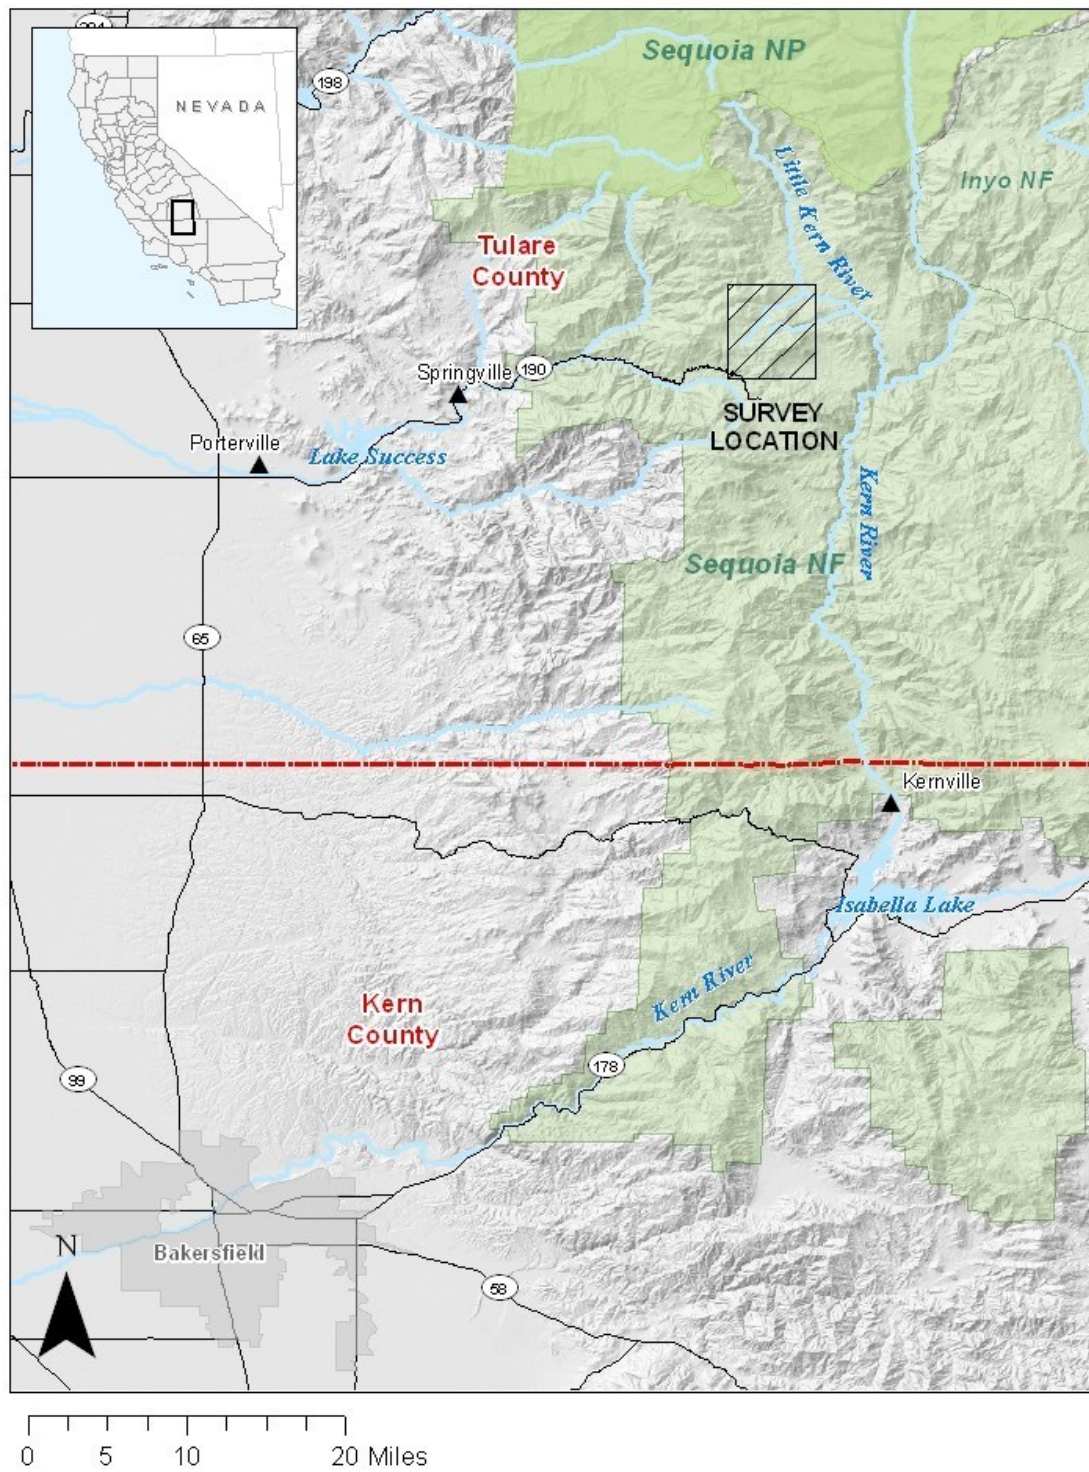 204
198
NEVADA
Sequoia NP
Little Kern River
Inyo NF
Tulare
County
Springville
190
SURVEY
LOCATION
Porterville
Lake Success
Kern River
Sequoia NF
65
Kernville
Isabella Lake
Kern River
Kern
County
178
99
N
Bakersfield
58
0 5 10 20 Miles